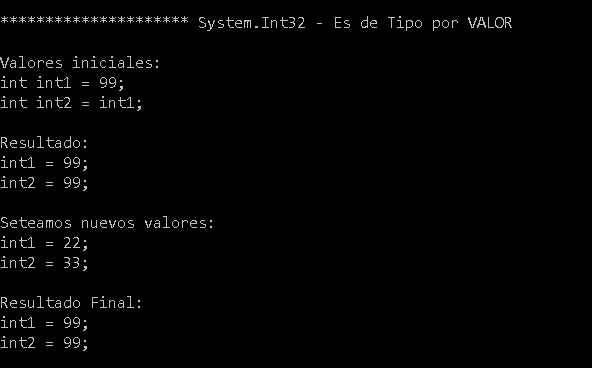 ********************* System.Int32 - Es de Tipo por VALOR
Valores iniciales:
int int1 = 99;
int int2 = int1;
Resultado:
int1 = 99;
int2 = 99;
Seteamos nuevos valores:
int1 = 22;
int2 = 33;
Resultado Final:
int1 = 99;
int2 = 99;